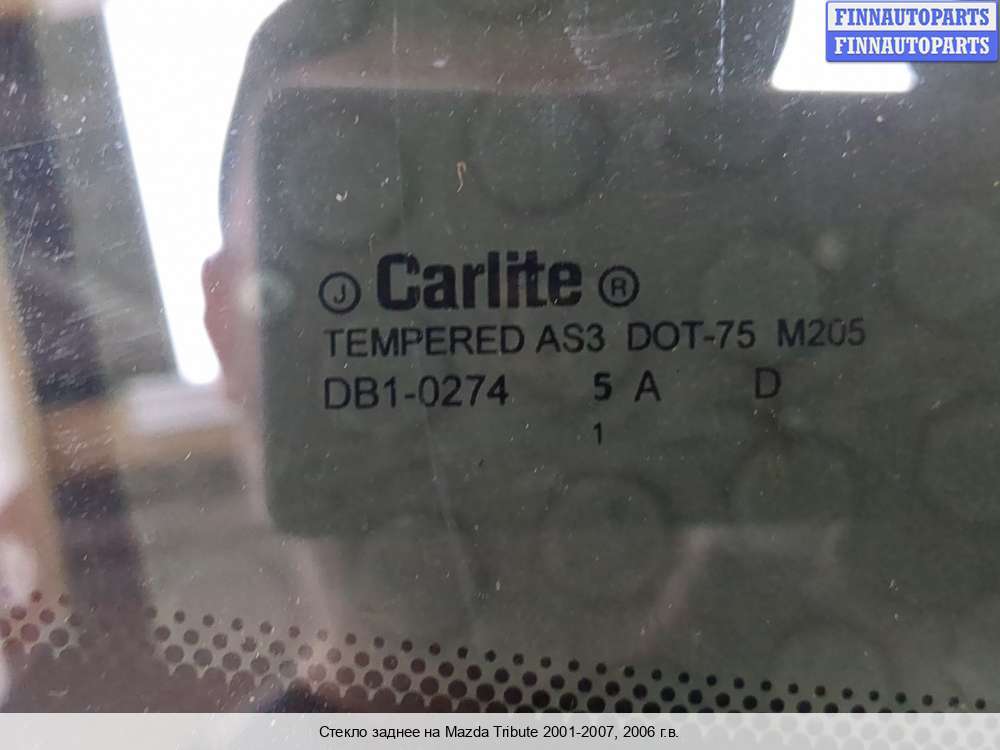 FINNAUTOPARTS
FINNAUTOPARTS
J Carlite ®
TEMPERED AS3 DOT-75 M205
DB1-0274 5 A D
1
Стекло заднее на Mazda Tribute 2001-2007, 2006 г.в.